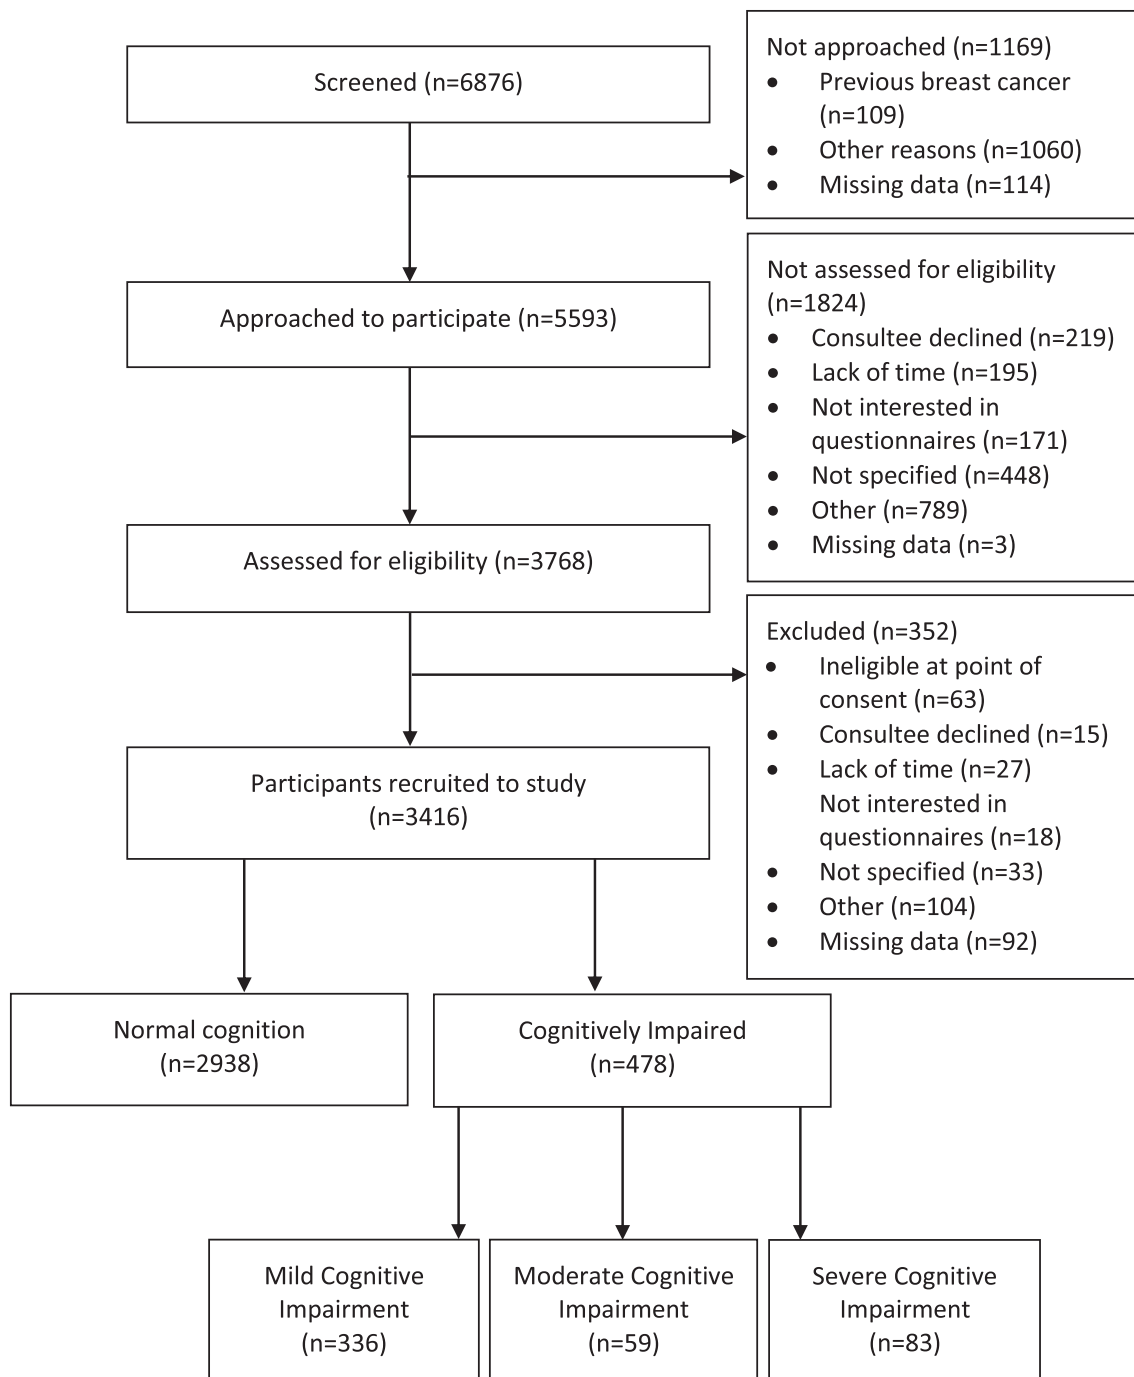 Screened (n=6876)
Not approached (n=1169)
• Previous breast cancer
(n=109)
• Other reasons (n=1060)
• Missing data (n=114)
Approached to participate (n=5593)
Not assessed for eligibility
(n=1824)
• Consultee declined (n=219)
• Lack of time (n=195)
• Not interested in
questionnaires (n=171)
• Not specified (n=448)
• Other (n=789)
• Missing data (n=3)
Assessed for eligibility (n=3768)
Excluded (n=352)
• Ineligible at point of
consent (n=63)
• Consultee declined (n=15)
• Lack of time (n=27)
Not interested in
questionnaires (n=18)
• Not specified (n=33)
• Other (n=104)
• Missing data (n=92)
Participants recruited to study
(n=3416)
Normal cognition
(n=2938)
Cognitively Impaired
(n=478)
Mild Cognitive
Impairment
(n=336)
Moderate Cognitive
Impairment
(n=59)
Severe Cognitive
Impairment
(n=83)